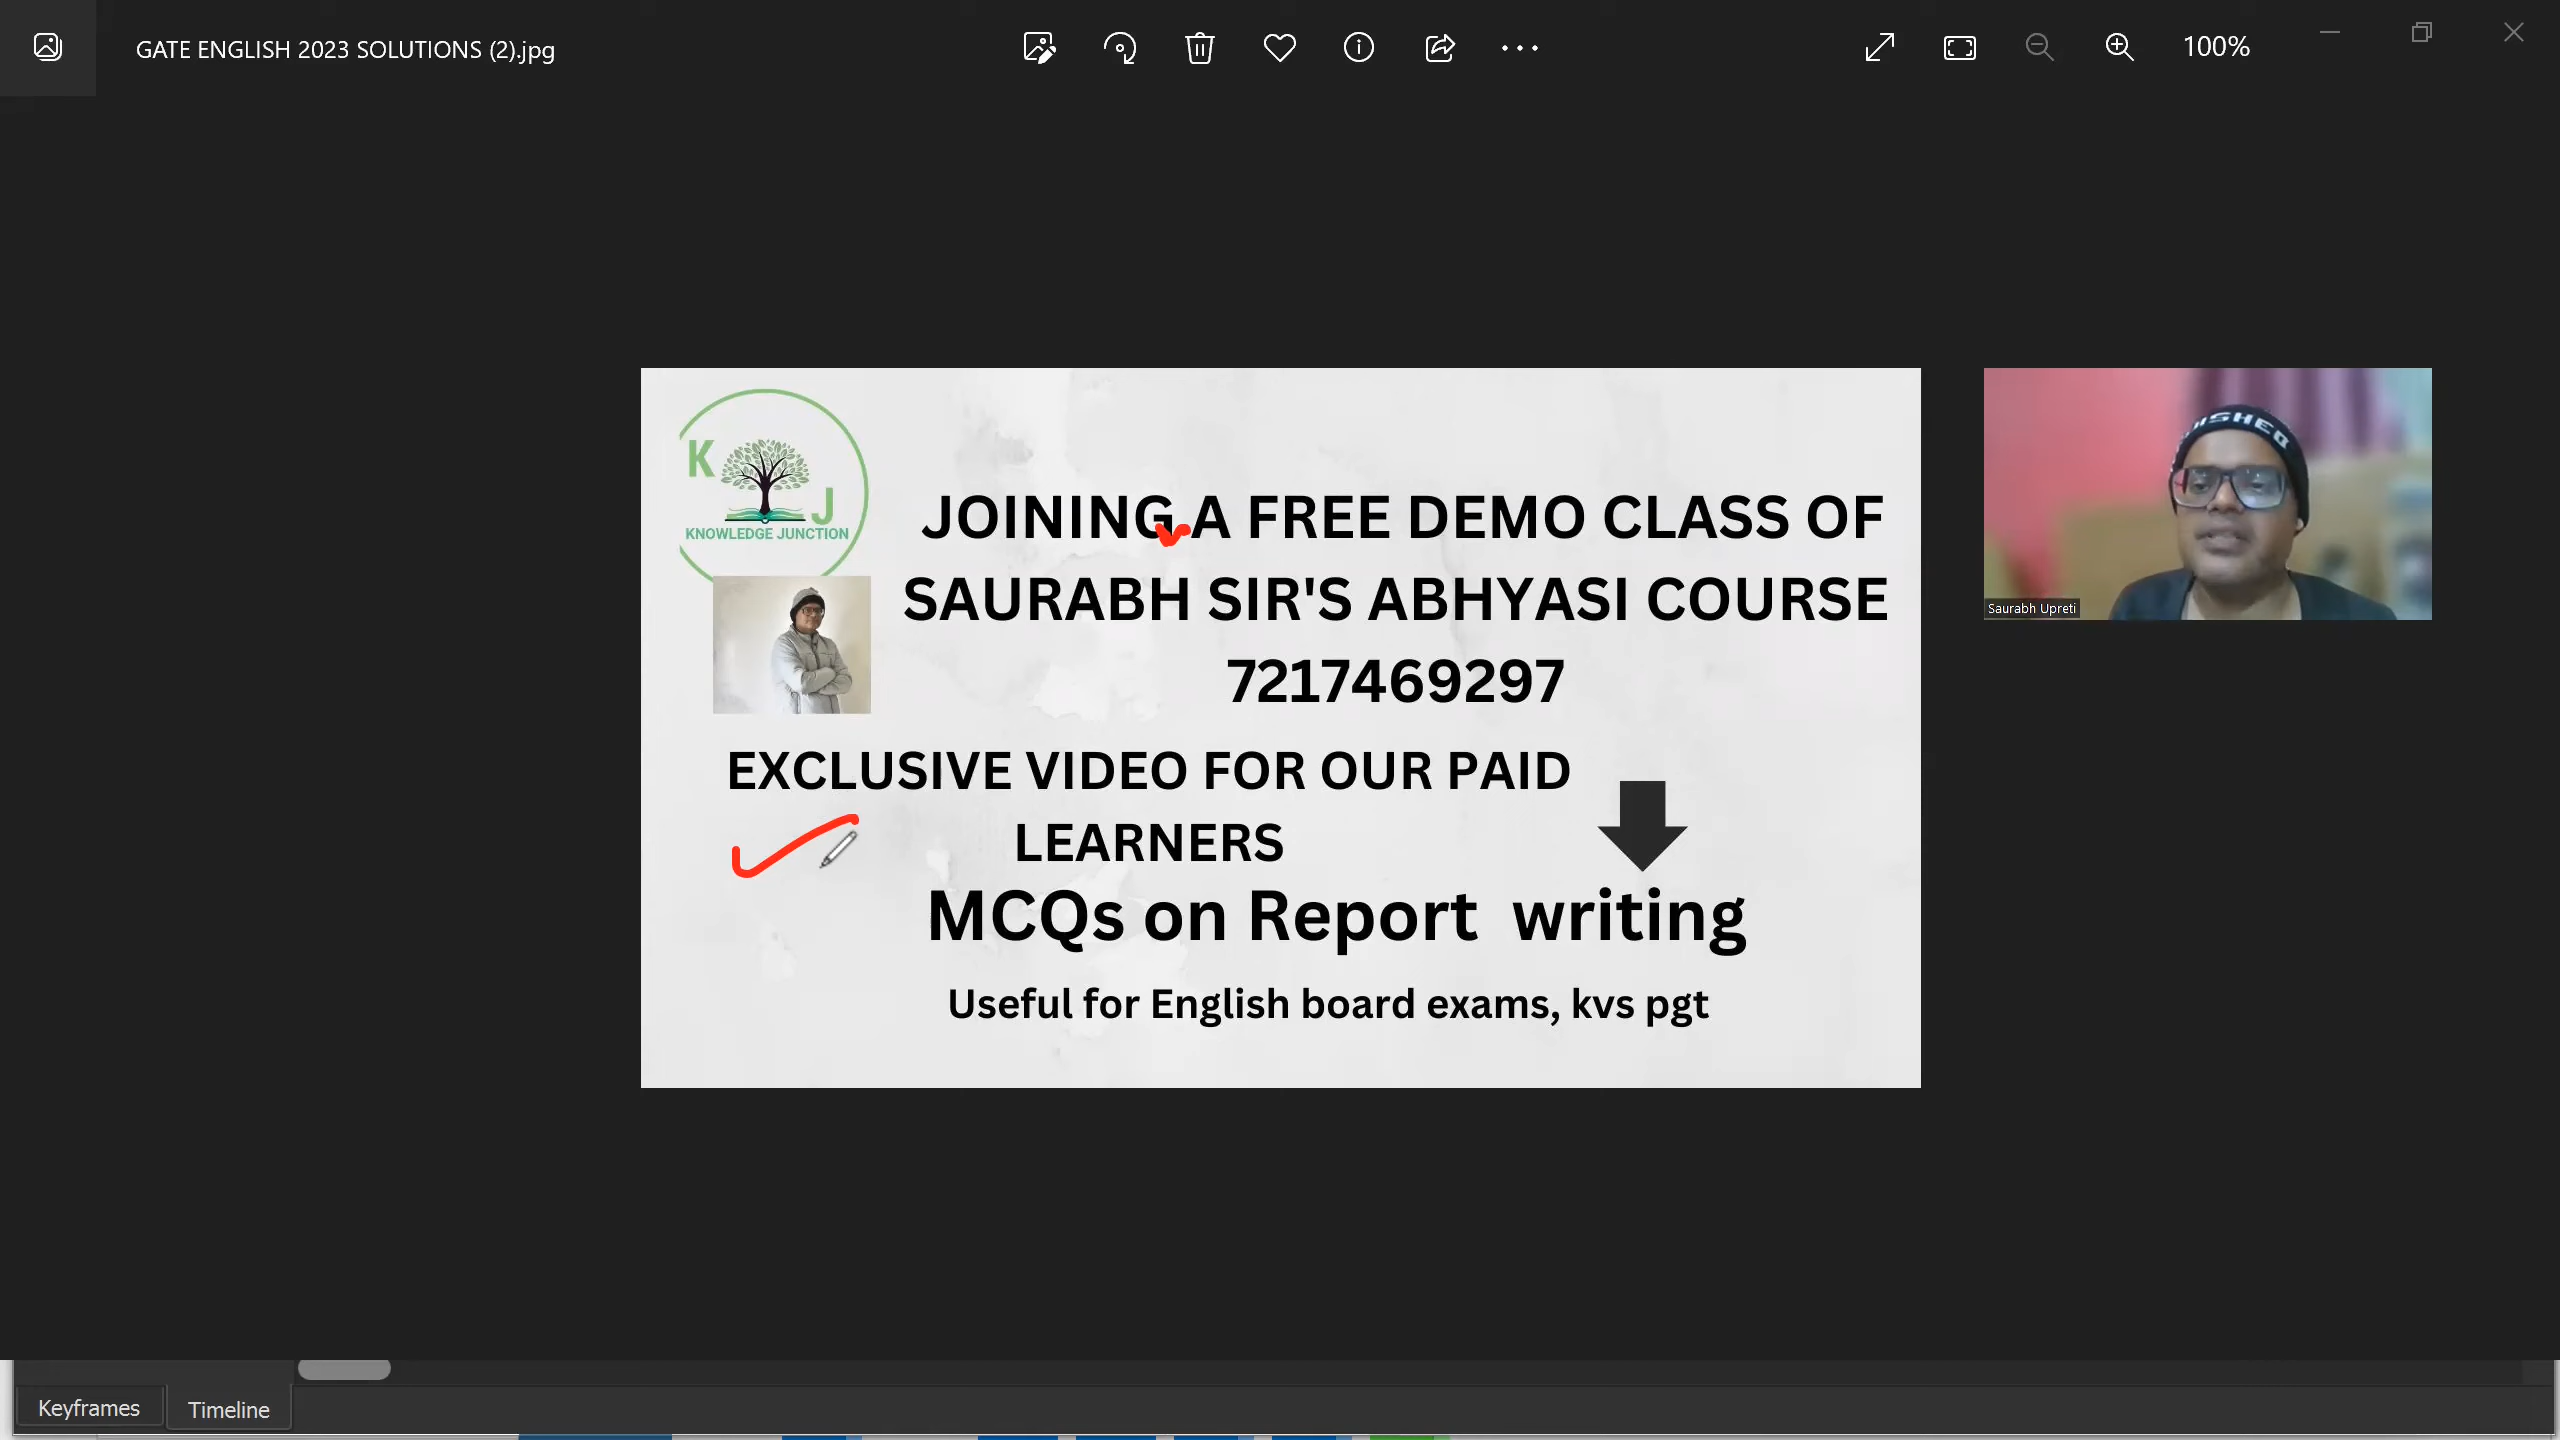 GATE ENGLISH 2023 SOLUTIONS (2).jpg
100%
K
J
KNOWLEDGE JUNCTION
JOINING A FREE DEMO CLASS OF
SAURABH SIR'S ABHYASI COURSE
7217469297
EXCLUSIVE VIDEO FOR OUR PAID
LEARNERS
MCQs on Report writing
Useful for English board exams, kvs pgt
Saurabh Upreti
Keyframes
Timeline